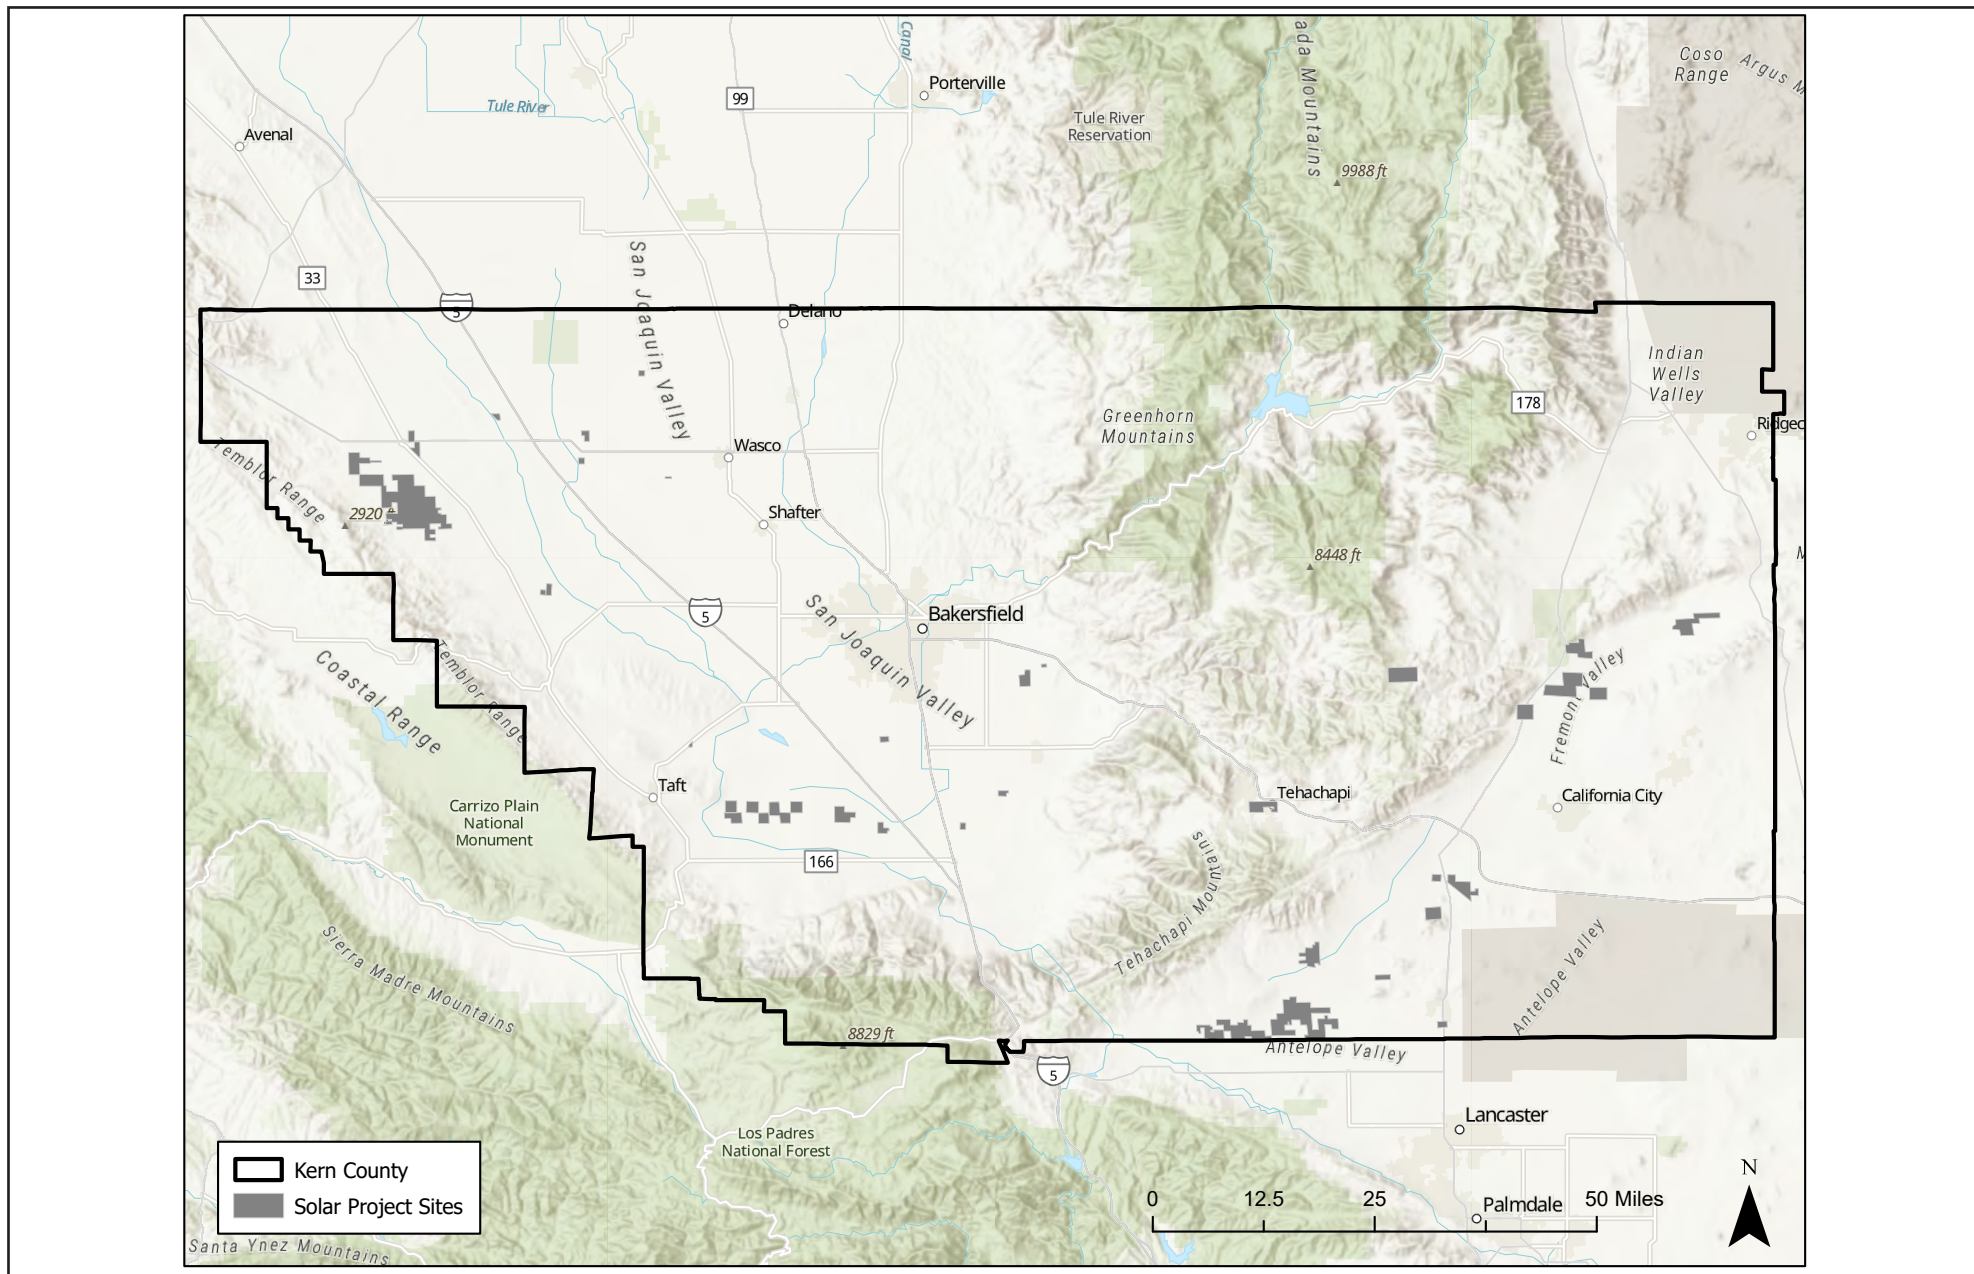 Canal
ada Mountains
Coso
Range
Argus M
Porterville
99
Tule River
Tule River
Reservation
Avenal
9988 ft
33
San Joaquin Valley
5
Delano
Indian
Wells
Valley
178
Greenhorn
Mountains
Ridgec
Wasco
Temblor Range
2920 ft
Shafter
8448 ft
M
5
San Joaquin Valley
Bakersfield
Coastal Range
Temblor Range
Fremont Valley
Taft
Tehachapi
California City
Carrizo Plain
National
Monument
166
Tehachapi Mountains
Sierra Madre Mountains
Antelope Valley
8829 ft
Antelope Valley
5
Lancaster
Los Padres
National Forest
Kern County
Solar Project Sites
0 12.5 25 50 Miles
Palmdale
N
Santa Ynez Mountains